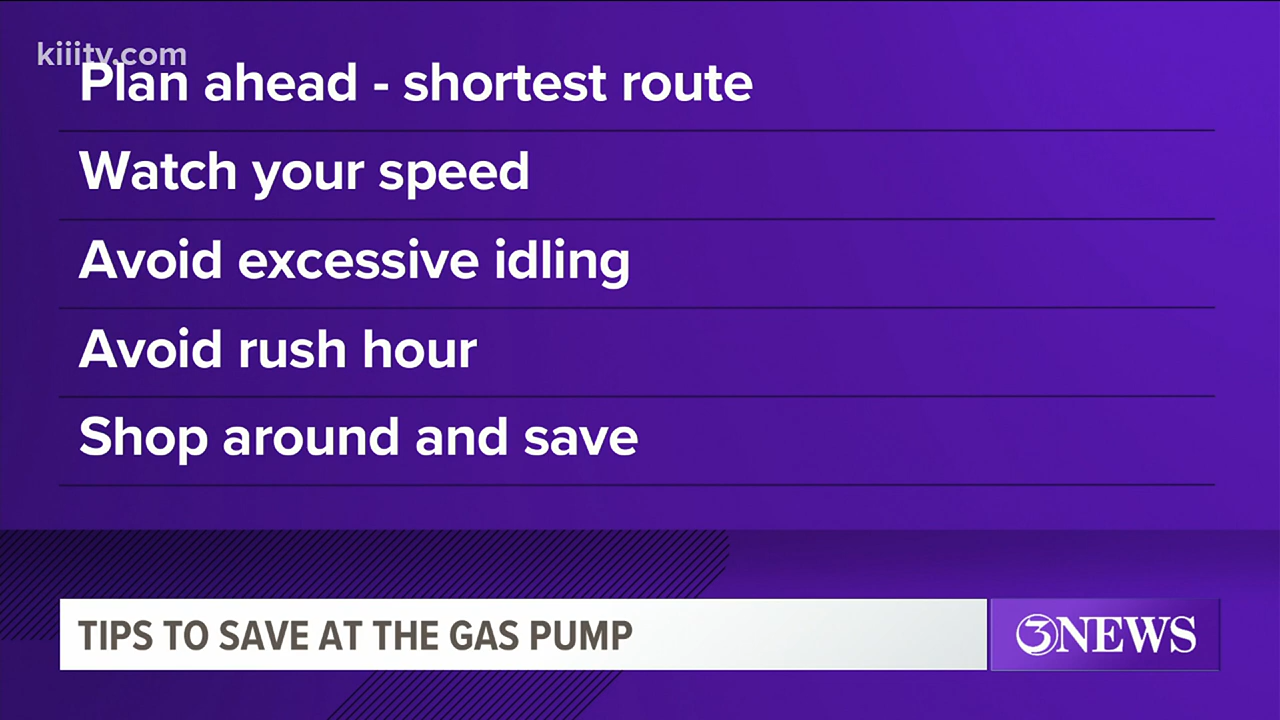 kiiitv.com
Plan ahead - shortest route
Watch your speed
Avoid excessive idling
Avoid rush hour
Shop around and save
TIPS TO SAVE AT THE GAS PUMP
3NEWS